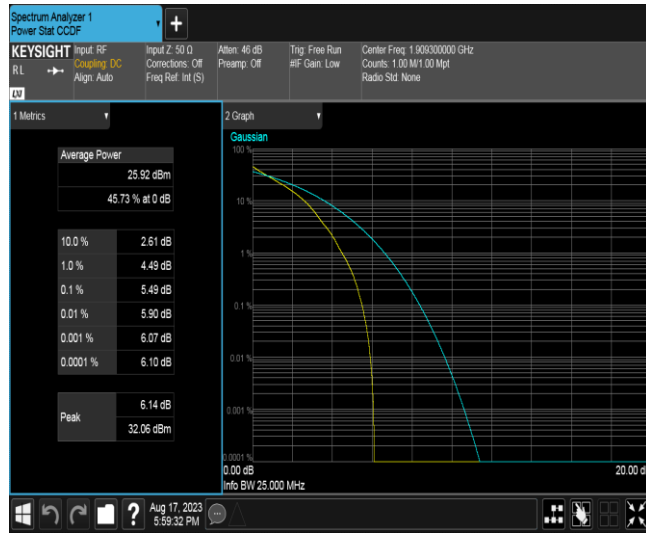 Spectrum Analyzer 1
Power Stat CCDF
KEYSIGHT
RL
LXI
Input: RF
Coupling: DC
Align: Auto
Input Z: 50 Ω
Corrections: Off
Freq Ref: Int (S)
Atten: 46 dB
Preamp: Off
Trig: Free Run
#IF Gain: Low
Center Freq: 1.909300000 GHz
Counts: 1.00 M/1.00 Mpt
Radio Std: None
1 Metrics
Average Power
25.92 dBm
45.73 % at 0 dB
10.0 % 2.61 dB
1.0 % 4.49 dB
0.1 % 5.49 dB
0.01 % 5.90 dB
0.001 % 6.07 dB
0.0001 % 6.10 dB
Peak
6.14 dB
32.06 dBm
2 Graph
Gaussian
100 %
10 %
1 %
0.1 %
0.01 %
0.001 %
0.0001 %
0.00 dB
20.00 d
Info BW 25.000 MHz
?
Aug 17, 2023
5:59:32 PM